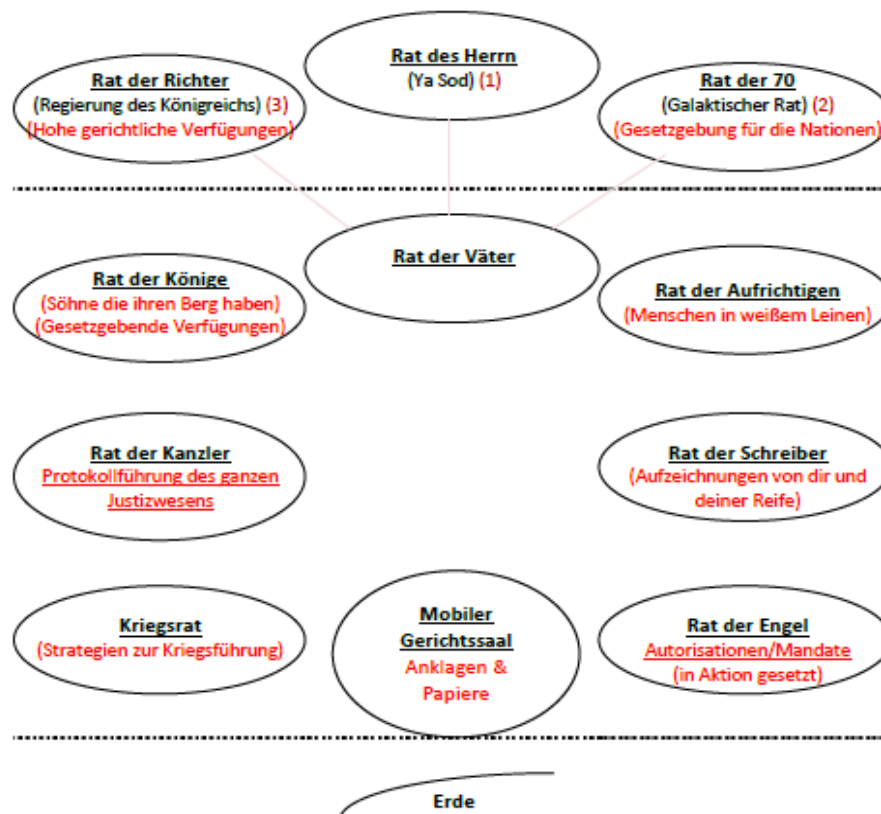 Rat des Herrn
(Ya Sod) (1)
Rat der Richter
(Regierung des Königreichs) (3)
(Hohe gerichtliche Verfügungen)
Rat der 70
(Galaktischer Rat) (2)
(Gesetzgebung für die Nationen)
Rat der Väter
Rat der Könige
(Söhne die ihren Berg haben)
(Gesetzgebende Verfügungen)
Rat der Aufrichtigen
(Menschen in weißem Leinen)
Rat der Kanzler
Protokollführung des ganzen
Justizwesens
Rat der Schreiber
(Aufzeichnungen von dir und
deiner Reife)
Kriegsrat
(Strategien zur Kriegsführung)
Mobiler
Gerichtssaal
Anklagen &
Papiere
Rat der Engel
Autorisationen/Mandate
(in Aktion gesetzt)
Erde